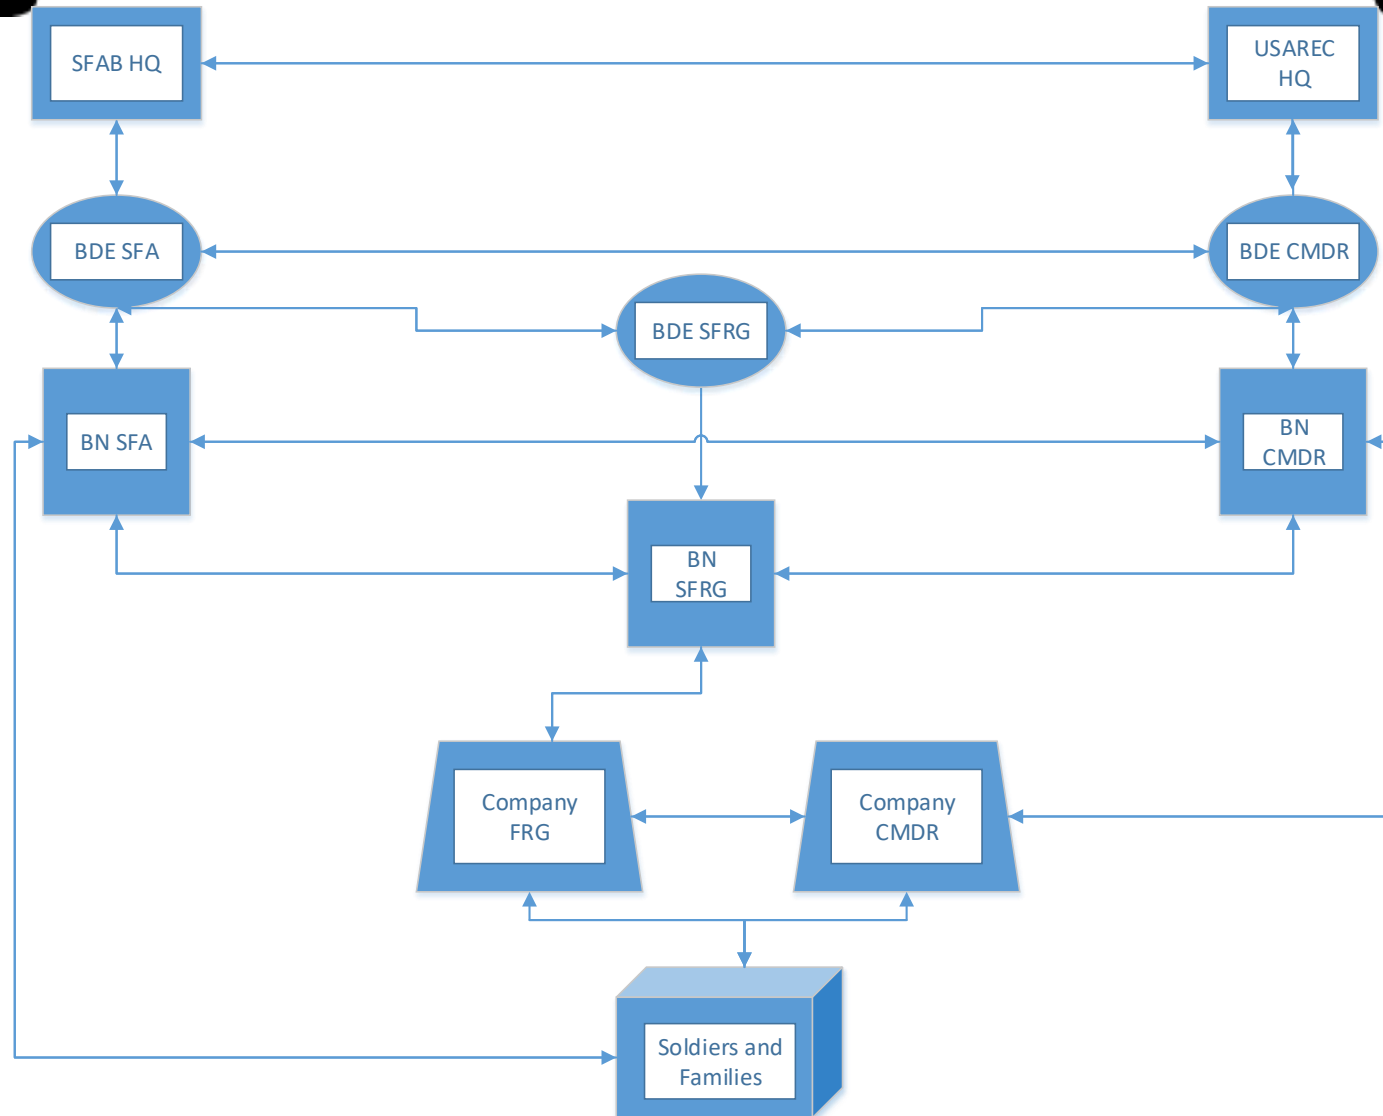 SFAB HQ
USAREC
HQ
BDE SFA
BDE CMDR
BDE SFRG
BN SFA
BN
CMDR
BN
SFRG
Company
FRG
Company
CMDR
Soldiers and
Families